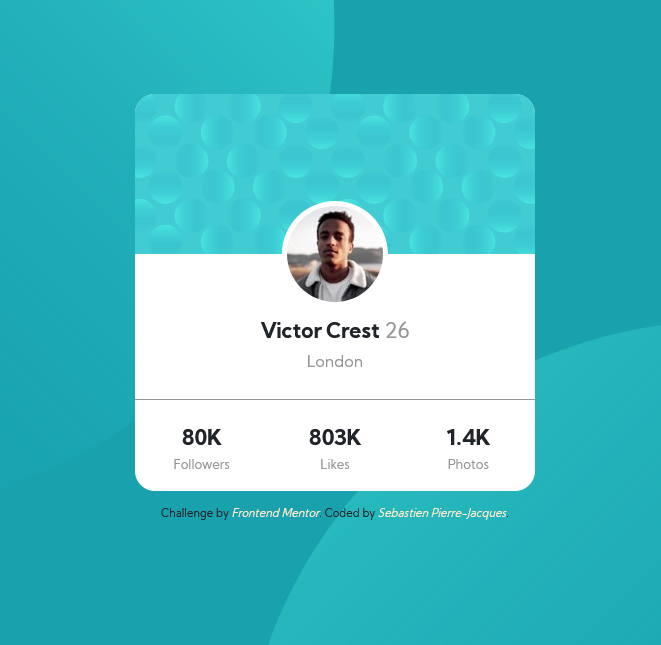 Victor Crest 26
London
80K 803K 1.4K
Followers Likes Photos
Challenge by Frontend Mentor. Coded by Sebastien Pierre-Jacques.